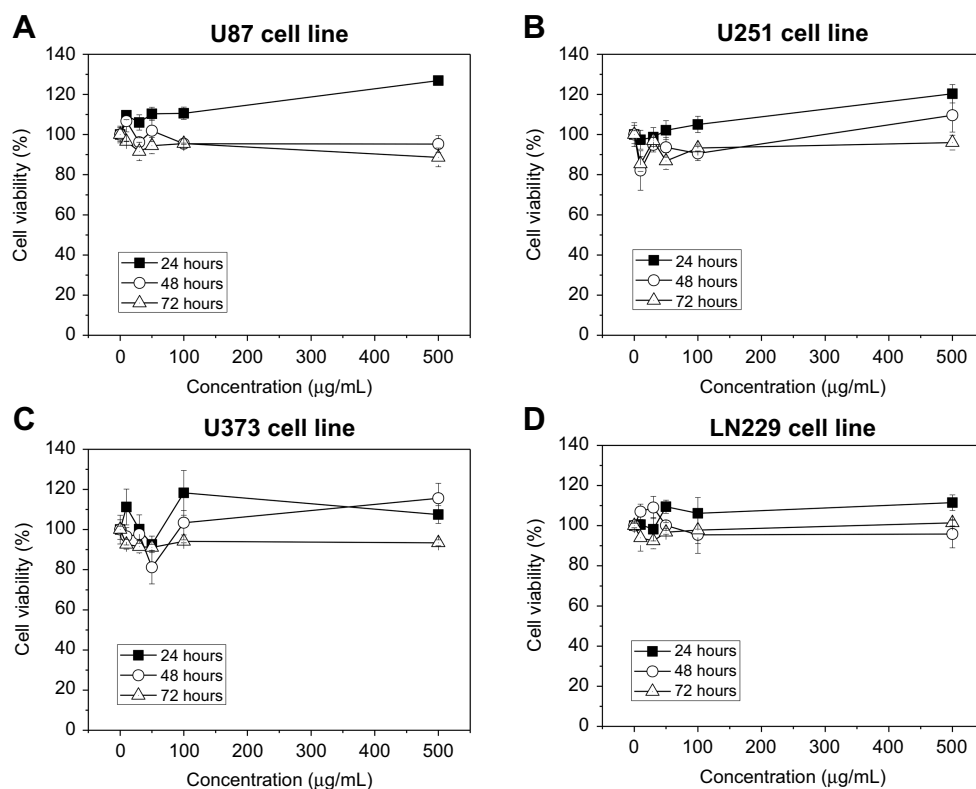 A
U87 cell line
140
120
100
80
60
40
20
0
Cell viability (%)
24 hours
48 hours
72 hours
0 100 200 300 400 500
Concentration (μg/mL)
B
U251 cell line
140
120
100
80
60
40
20
0
Cell viability (%)
24 hours
48 hours
72 hours
0 100 200 300 400 500
Concentration (μg/mL)
C
U373 cell line
140
120
100
80
60
40
20
0
Cell viability (%)
24 hours
48 hours
72 hours
0 100 200 300 400 500
Concentration (μg/mL)
D
LN229 cell line
140
120
100
80
60
40
20
0
Cell viability (%)
24 hours
48 hours
72 hours
0 100 200 300 400 500
Concentration (μg/mL)